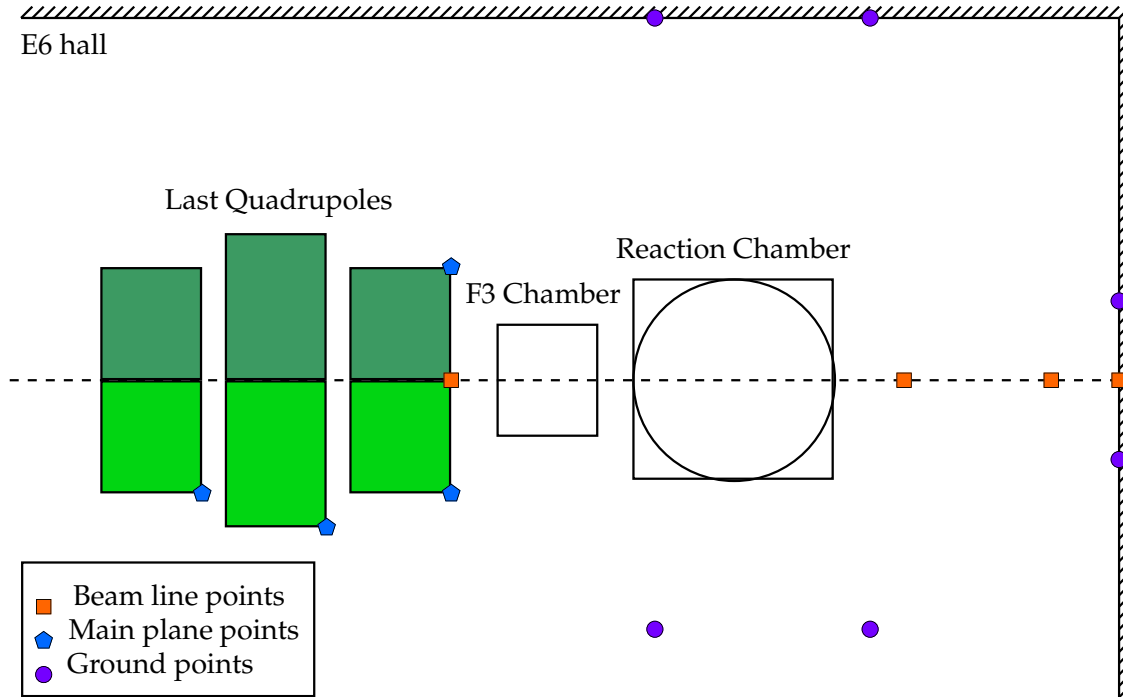 E6 hall
Last Quadrupoles
Reaction Chamber
F3 Chamber
Beam line points
Main plane points
Ground points